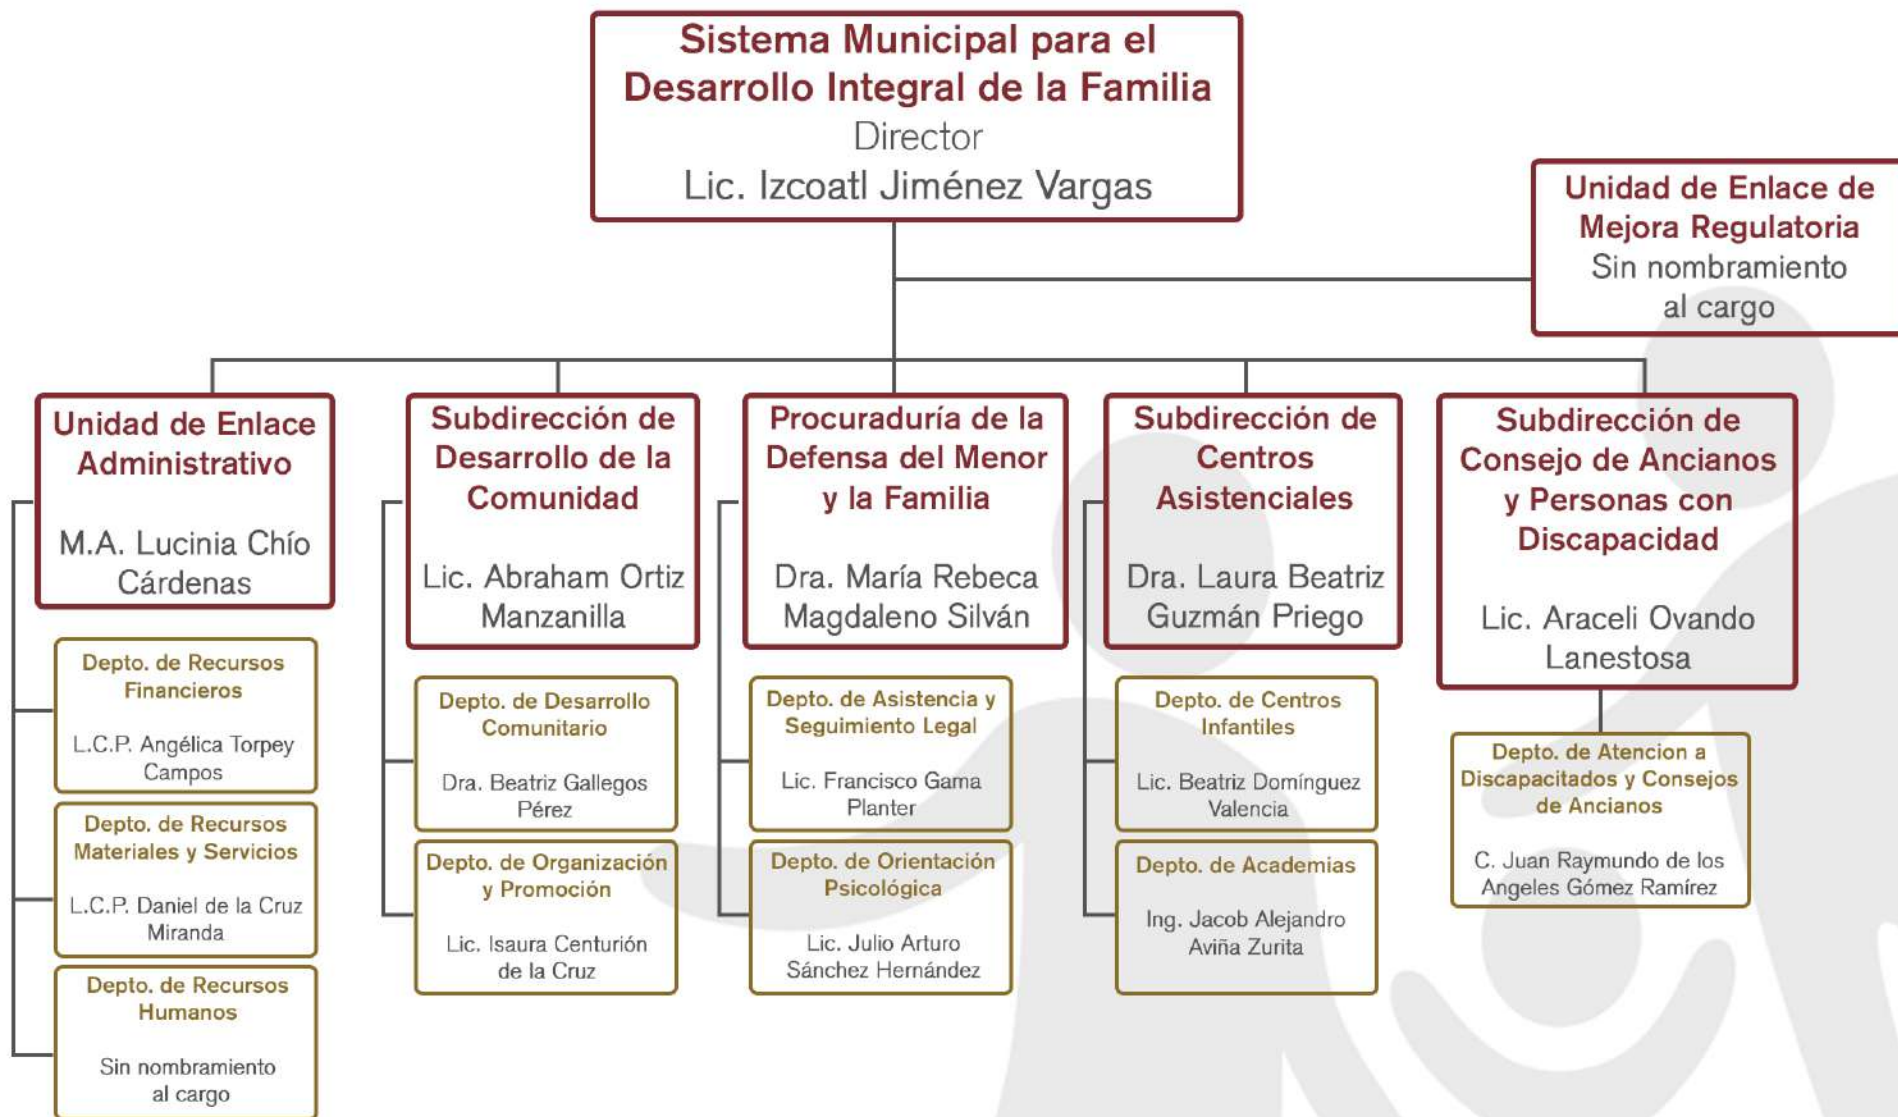 Sistema Municipal para el
Desarrollo Integral de la Familia
Director
Lic. Izcoatl Jiménez Vargas
Unidad de Enlace de
Mejora Regulatoria
Sin nombramiento
al cargo
Unidad de Enlace
Administrativo
M.A. Lucinia Chío
Cárdenas
Depto. de Recursos
Financieros
L.C.P. Angélica Torpey
Campos
Depto. de Recursos
Materiales y Servicios
L.C.P. Daniel de la Cruz
Miranda
Depto. de Recursos
Humanos
Sin nombramiento
al cargo
Subdirección de
Desarrollo de la
Comunidad
Lic. Abraham Ortiz
Manzanilla
Depto. de Desarrollo
Comunitario
Dra. Beatriz Gallegos
Pérez
Depto. de Organización
y Promoción
Lic. Isaura Centurión
de la Cruz
Procuraduría de la
Defensa del Menor
y la Familia
Dra. María Rebeca
Magdaleno Silván
Depto. de Asistencia y
Seguimiento Legal
Lic. Francisco Gama
Planter
Depto. de Orientación
Psicológica
Lic. Julio Arturo
Sánchez Hernández
Subdirección de
Centros
Asistenciales
Dra. Laura Beatriz
Guzmán Priego
Depto. de Centros
Infantiles
Lic. Beatriz Domínguez
Valencia
Depto. de Academias
Ing. Jacob Alejandro
Aviña Zurita
Subdirección de
Consejo de Ancianos
y Personas con
Discapacidad
Lic. Araceli Ovando
Lanestosa
Depto. de Atencion a
Discapacitados y Consejos
de Ancianos
C. Juan Raymundo de los
Angeles Gómez Ramírez